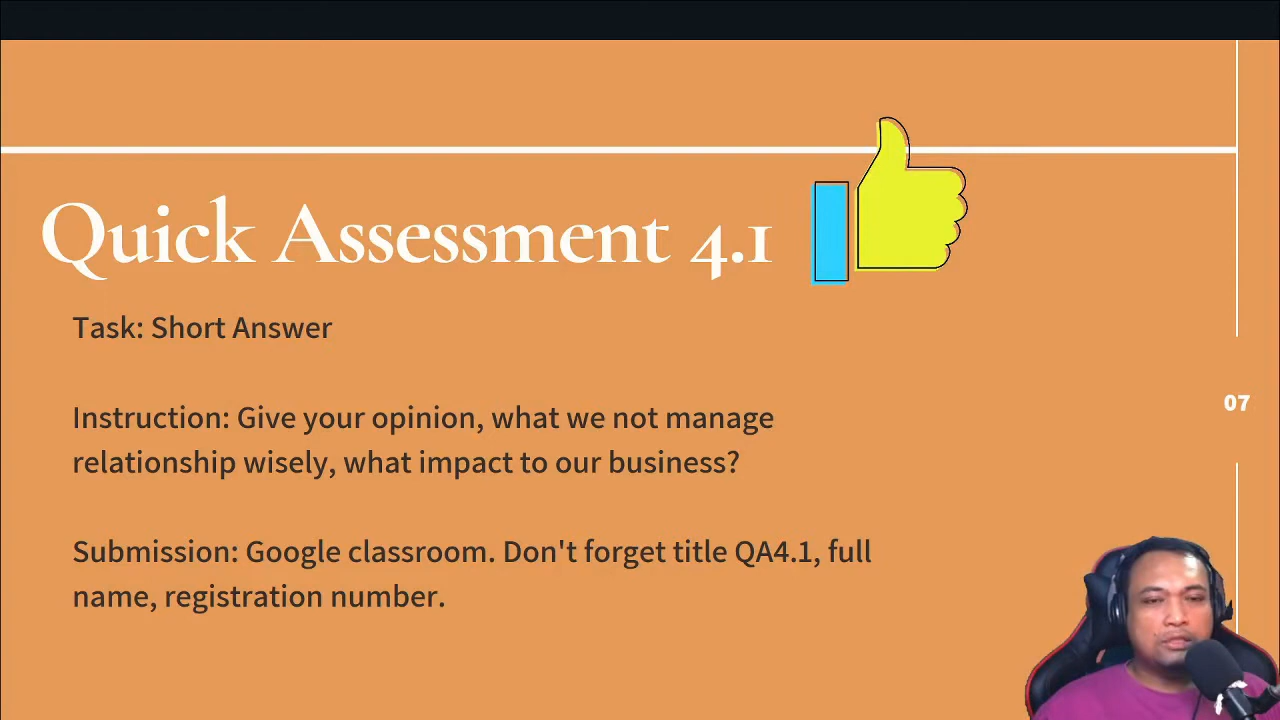 Quick Assessment 4.1
Task: Short Answer
Instruction: Give your opinion, what we not manage
relationship wisely, what impact to our business?
07
Submission: Google classroom. Don't forget title QA4.1, full
name, registration number.